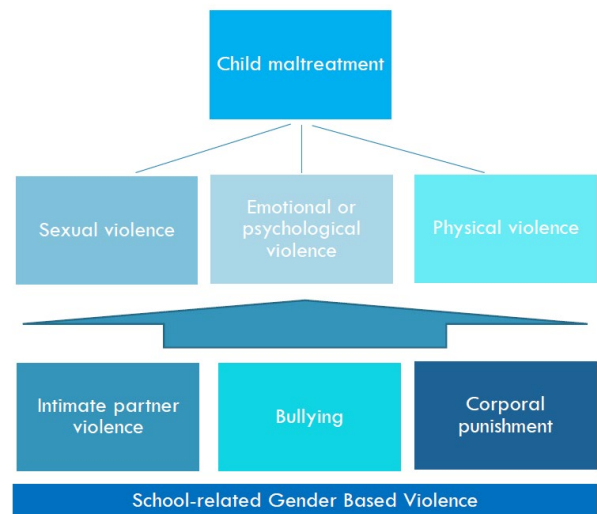 Child maltreatment
Sexual violence
Emotional or
psychological
violence
Physical violence
Intimate partner
violence
Bullying
Corporal
punishment
School-related Gender Based Violence